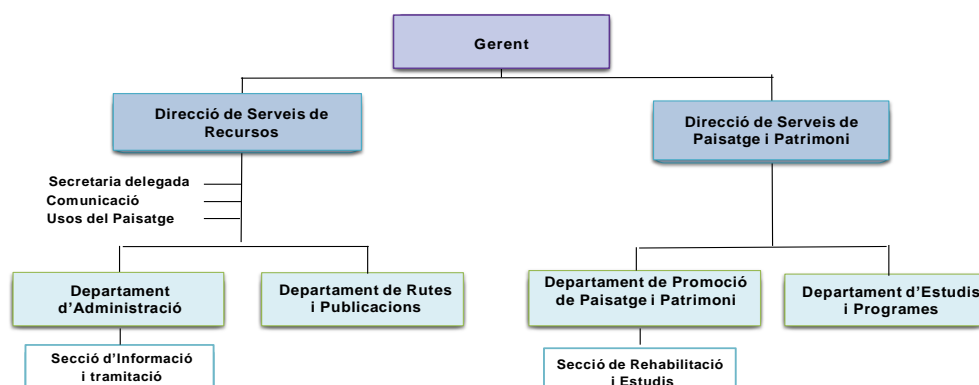 Gerent
Direcció de Serveis de
Recursos
Direcció de Serveis de
Paisatge i Patrimoni
Secretaria delegada
Comunicació
Usos del Paisatge
Departament
d'Administració
Departament de Rutes
i Publicacions
Departament de Promoció
de Paisatge i Patrimoni
Departament d'Estudis
i Programes
Secció d'Informació
i tramitació
Secció de Rehabilitació
i Estudis